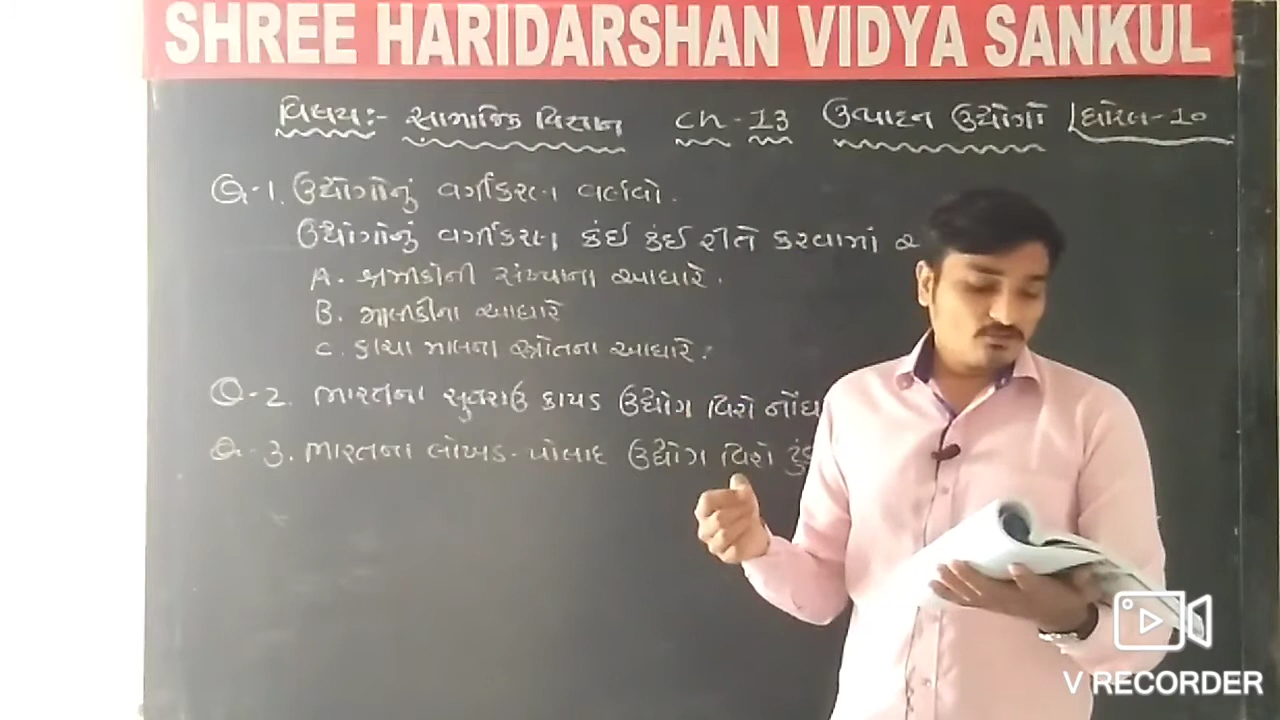 SHREE HARIDARSHAN VIDYA SANKUL
વિષય:- સામાજિક વિજ્ઞાન Ch-13 ઉત્પાદન ઉદ્યોગો ધોરણ-10
Q-1. ઉદ્યોગોનું વર્ગીકરણ વર્ણવો.
ઉદ્યોગોનું વર્ગીકરણ કંઈ કંઈ રીતે કરવામાં
A. શ્રમિકોની સંખ્યાના આધારે.
B. માલિકીના આધારે
C. કાચા માલના સ્ત્રોતના આધારે.
Q-2. ભારતના સુતરાઉ કાપડ ઉદ્યોગ વિશે નોંધ
Q-3. ભારતના લોખંડ-પોલાદ ઉદ્યોગ વિશે
V RECORDER